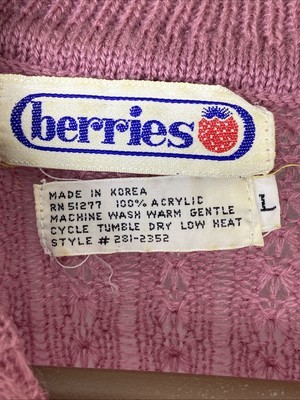 berries
MADE IN KOREA
RN 51277 100% ACRYLIC
MACHINE WASH WARM GENTLE
CYCLE TUMBLE DRY LOW HEAT
STYLE # 281-2352
L